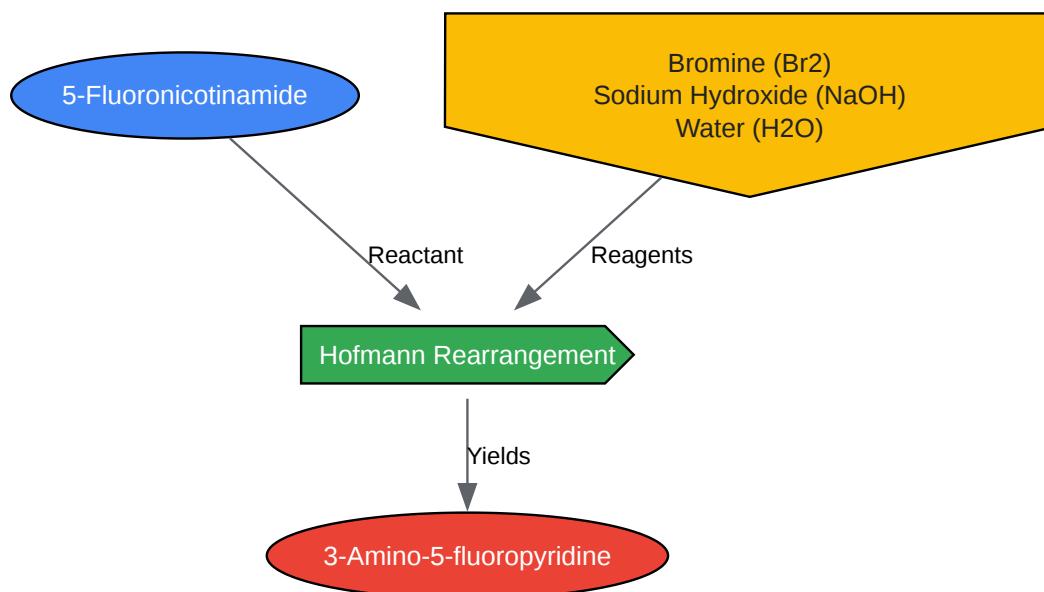 5-Fluoronicotinamide
Bromine (Br2)
Sodium Hydroxide (NaOH)
Water (H2O)
Reactant
Reagents
Hofmann Rearrangement
Yields
3-Amino-5-fluoropyridine